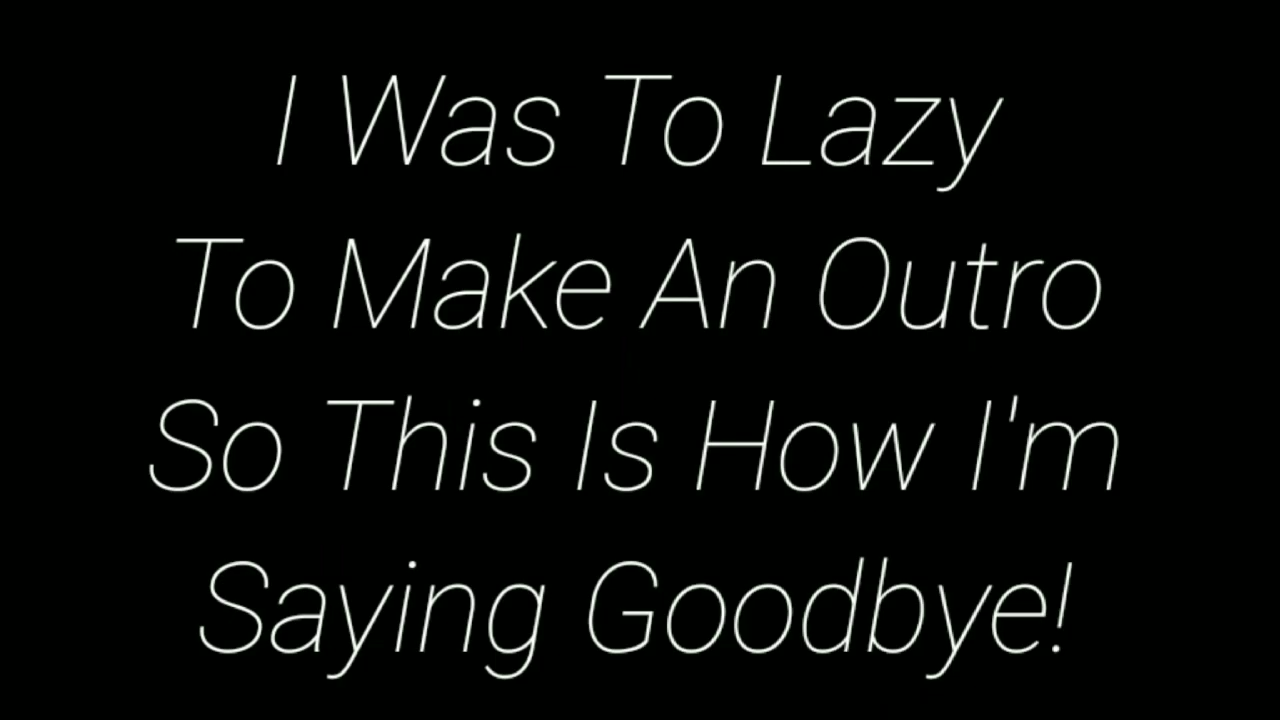 I Was To Lazy
To Make An Outro
So This Is How I'm
Saying Goodbye!